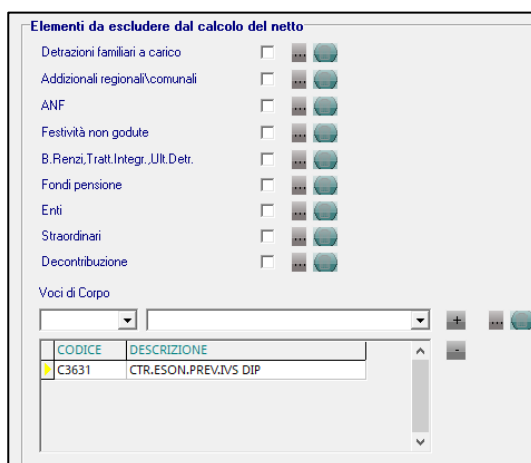 Elementi da escludere dal calcolo del netto
Detrazioni familiari a carico ...
Addizionali regionali\comunali ...
ANF ...
Festività non godute ...
B.Renzi,Tratt.Integr.,Ult.Detr. ...
Fondi pensione ...
Enti ...
Straordinari ...
Decontribuzione ...
Voci di Corpo
+ ...
CODICE DESCRIZIONE -
C3631 CTR.ESON.PREV.IVS DIP